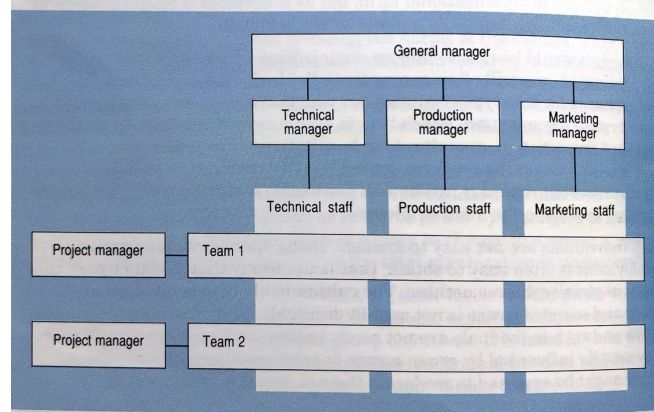 General manager
Technical
manager
Production
manager
Marketing
manager
Technical staff
Production staff
Marketing staff
Project manager
Team 1
Project manager
Team 2